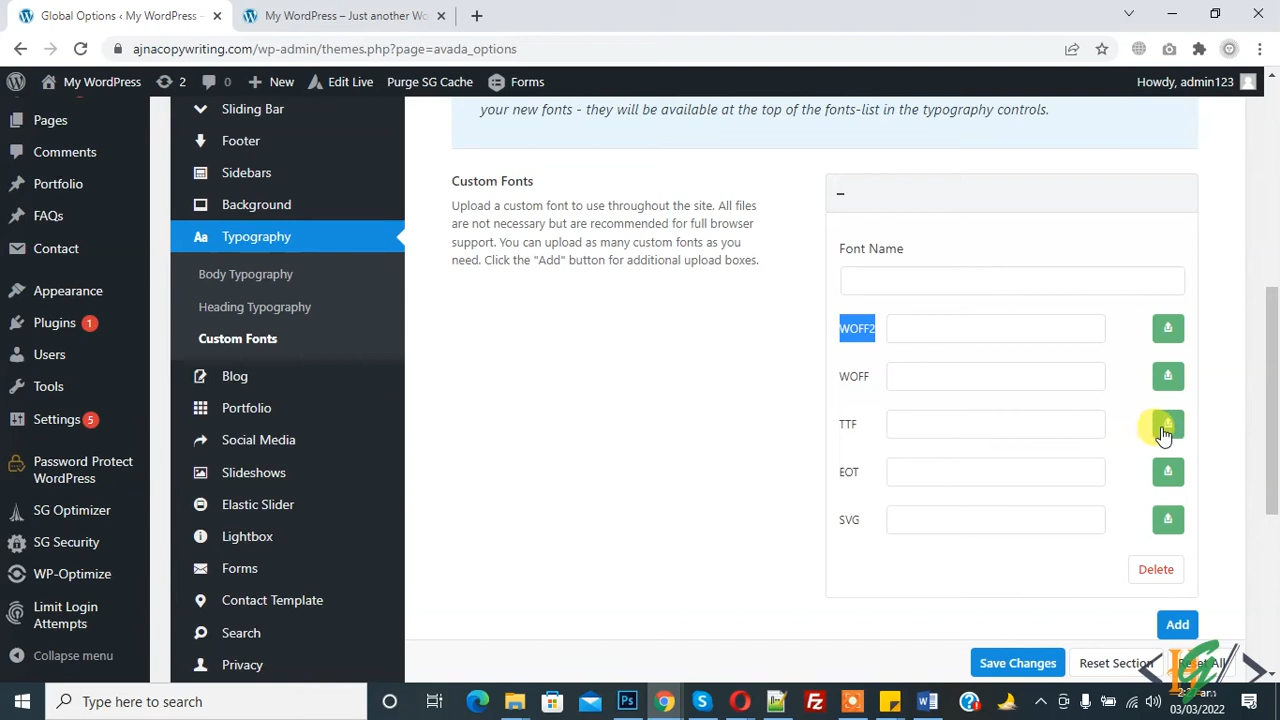 Global Options ‹ My WordPress –
My WordPress – Just another Wo
ajnacopywriting.com/wp-admin/themes.php?page=avada_options
My WordPress
2
0
New
Edit Live
Purge SG Cache
Forms
Howdy, admin123
Pages
Comments
Portfolio
FAQs
Contact
Appearance
Plugins 1
Users
Tools
Settings 5
Password Protect
WordPress
SG Optimizer
SG Security
WP-Optimize
Limit Login
Attempts
Collapse menu
Sliding Bar
Footer
Sidebars
Background
Aa Typography
Body Typography
Heading Typography
Custom Fonts
Blog
Portfolio
Social Media
Slideshows
Elastic Slider
Lightbox
Forms
Contact Template
Search
Privacy
your new fonts - they will be available at the top of the fonts-list in the typography controls.
Custom Fonts
Upload a custom font to use throughout the site. All files
are not necessary but are recommended for full browser
support. You can upload as many custom fonts as you
need. Click the "Add" button for additional upload boxes.
Font Name
WOFF2
WOFF
TTF
EOT
SVG
Delete
Add
Save Changes
Reset Section
Type here to search
03/03/2022